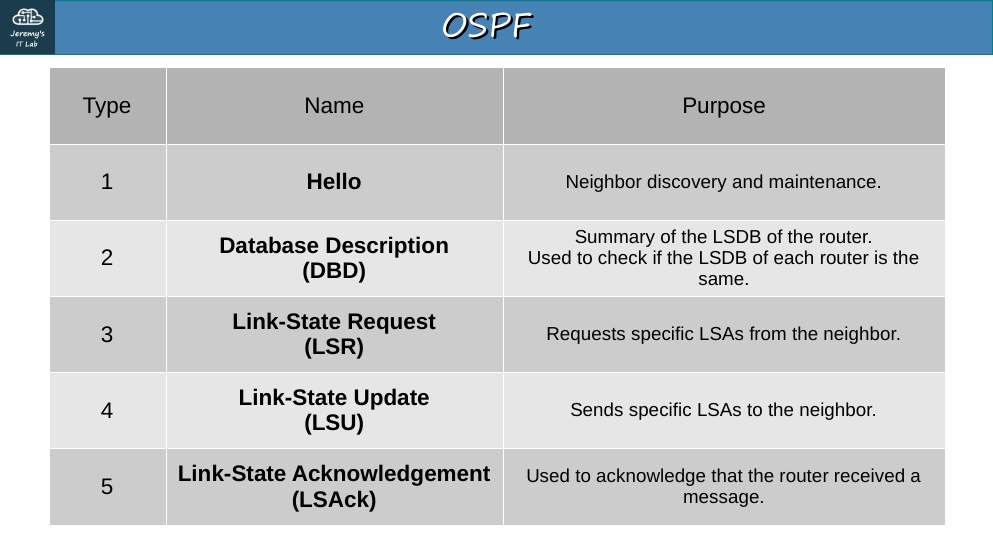 Jeremy's
IT Lab
OSPF
Type
Name
Purpose
1
Hello
Neighbor discovery and maintenance.
2
Database Description
(DBD)
Summary of the LSDB of the router.
Used to check if the LSDB of each router is the
same.
3
Link-State Request
(LSR)
Requests specific LSAs from the neighbor.
4
Link-State Update
(LSU)
Sends specific LSAs to the neighbor.
5
Link-State Acknowledgement
(LSAck)
Used to acknowledge that the router received a
message.